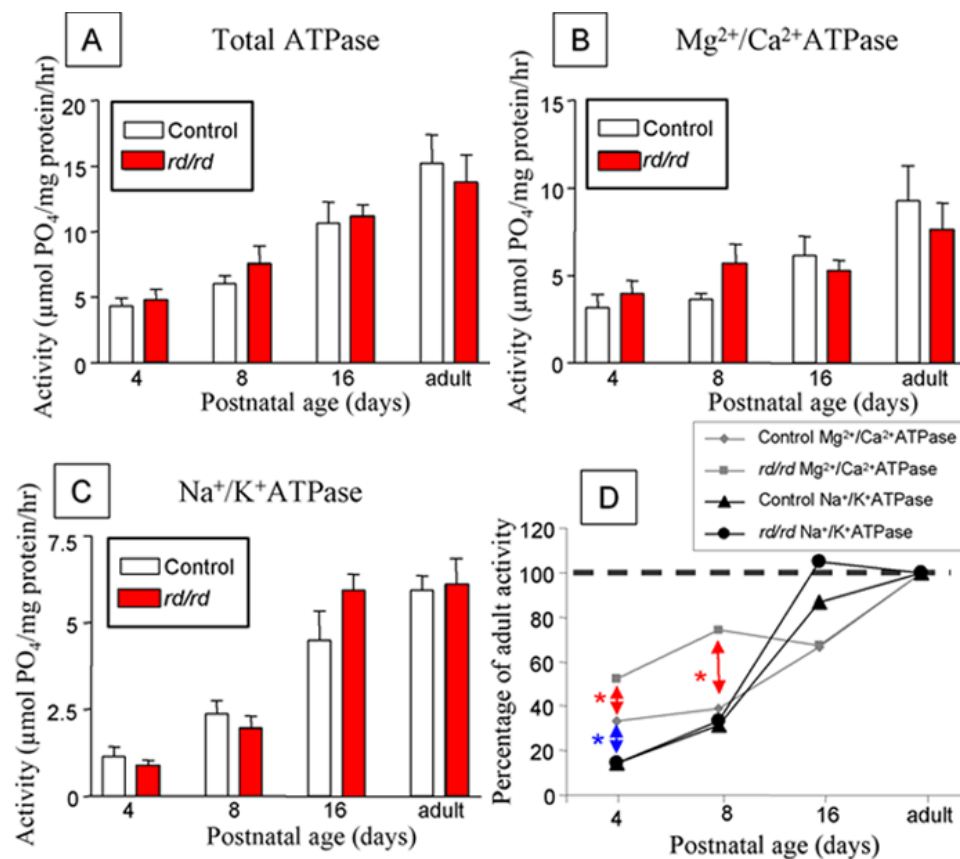 A
Total ATPase
Activity (μmol PO₄/mg protein/hr)
20
15
10
5
0
Control
rd/rd
4
8
16
adult
Postnatal age (days)
B
Mg²⁺/Ca²⁺ATPase
Activity (μmol PO₄/mg protein/hr)
15
10
5
0
Control
rd/rd
4
8
16
adult
Postnatal age (days)
C
Na⁺/K⁺ATPase
Activity (μmol PO₄/mg protein/hr)
7.5
5
2.5
0
Control
rd/rd
4
8
16
adult
Postnatal age (days)
Control Mg²⁺/Ca²⁺ATPase
rd/rd Mg²⁺/Ca²⁺ATPase
Control Na⁺/K⁺ATPase
rd/rd Na⁺/K⁺ATPase
D
Percentage of adult activity
120
100
80
60
40
20
0
*
*
*
4
8
16
adult
Postnatal age (days)